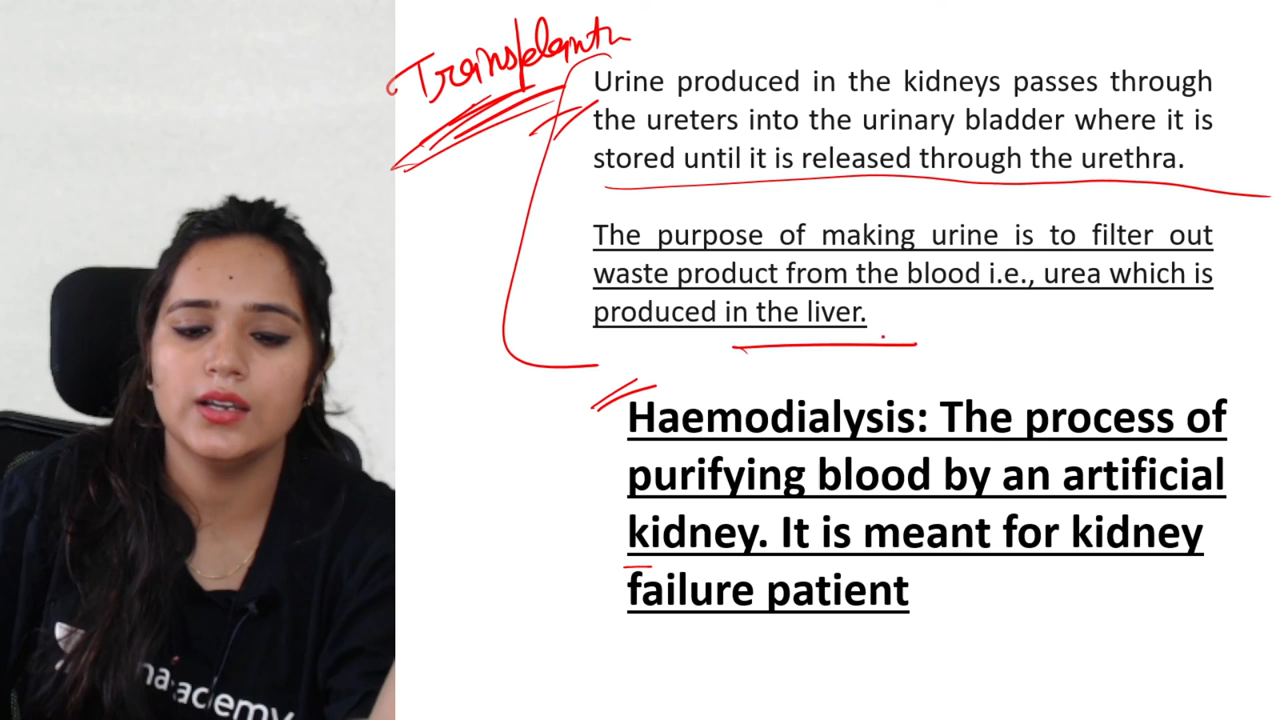 Transplantn
Urine produced in the kidneys passes through
the ureters into the urinary bladder where it is
stored until it is released through the urethra.
The purpose of making urine is to filter out
waste product from the blood i.e., urea which is
produced in the liver.
Haemodialysis: The process of
purifying blood by an artificial
kidney. It is meant for kidney
failure patient